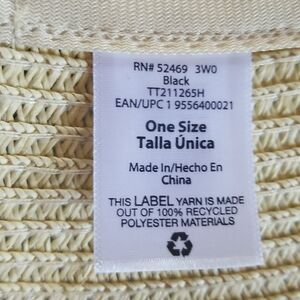 RN# 52469 3W0
Black
TT211265H
EAN/UPC 1 9556400021
One Size
Talla Única
Made In/Hecho En
China
THIS LABEL YARN IS MADE
OUT OF 100% RECYCLED
POLYESTER MATERIALS